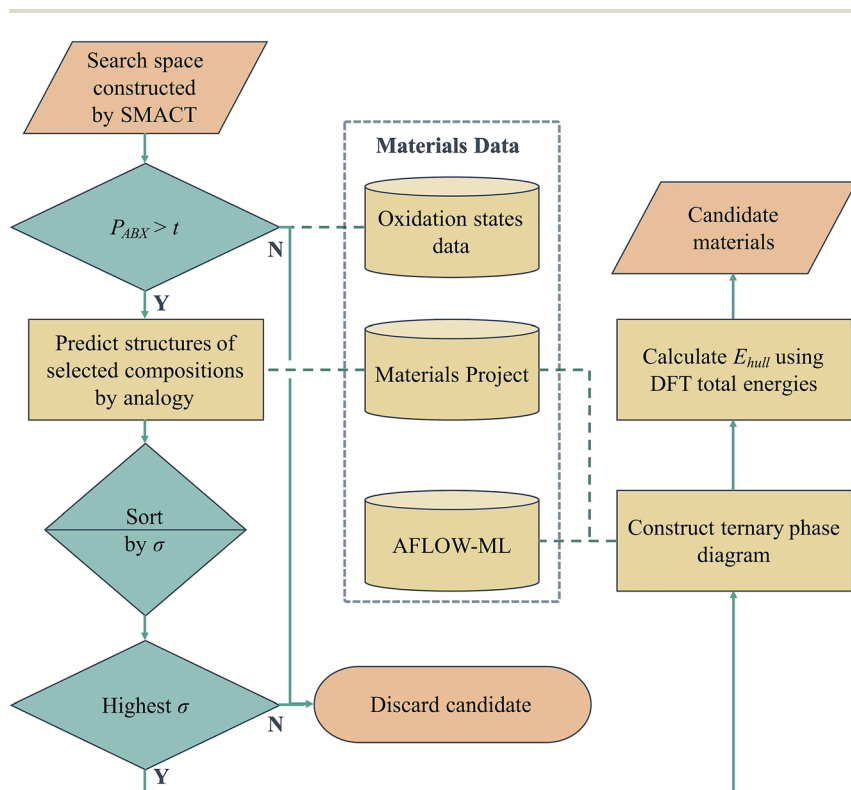 Search space
constructed
by SMACT
P_ABX > t
N
Y
Predict structures of
selected compositions
by analogy
Sort
by σ
Highest σ
N
Y
Materials Data
Oxidation states
data
Materials Project
AFLOW-ML
Discard candidate
Candidate
materials
Calculate E_hull using
DFT total energies
Construct ternary phase
diagram